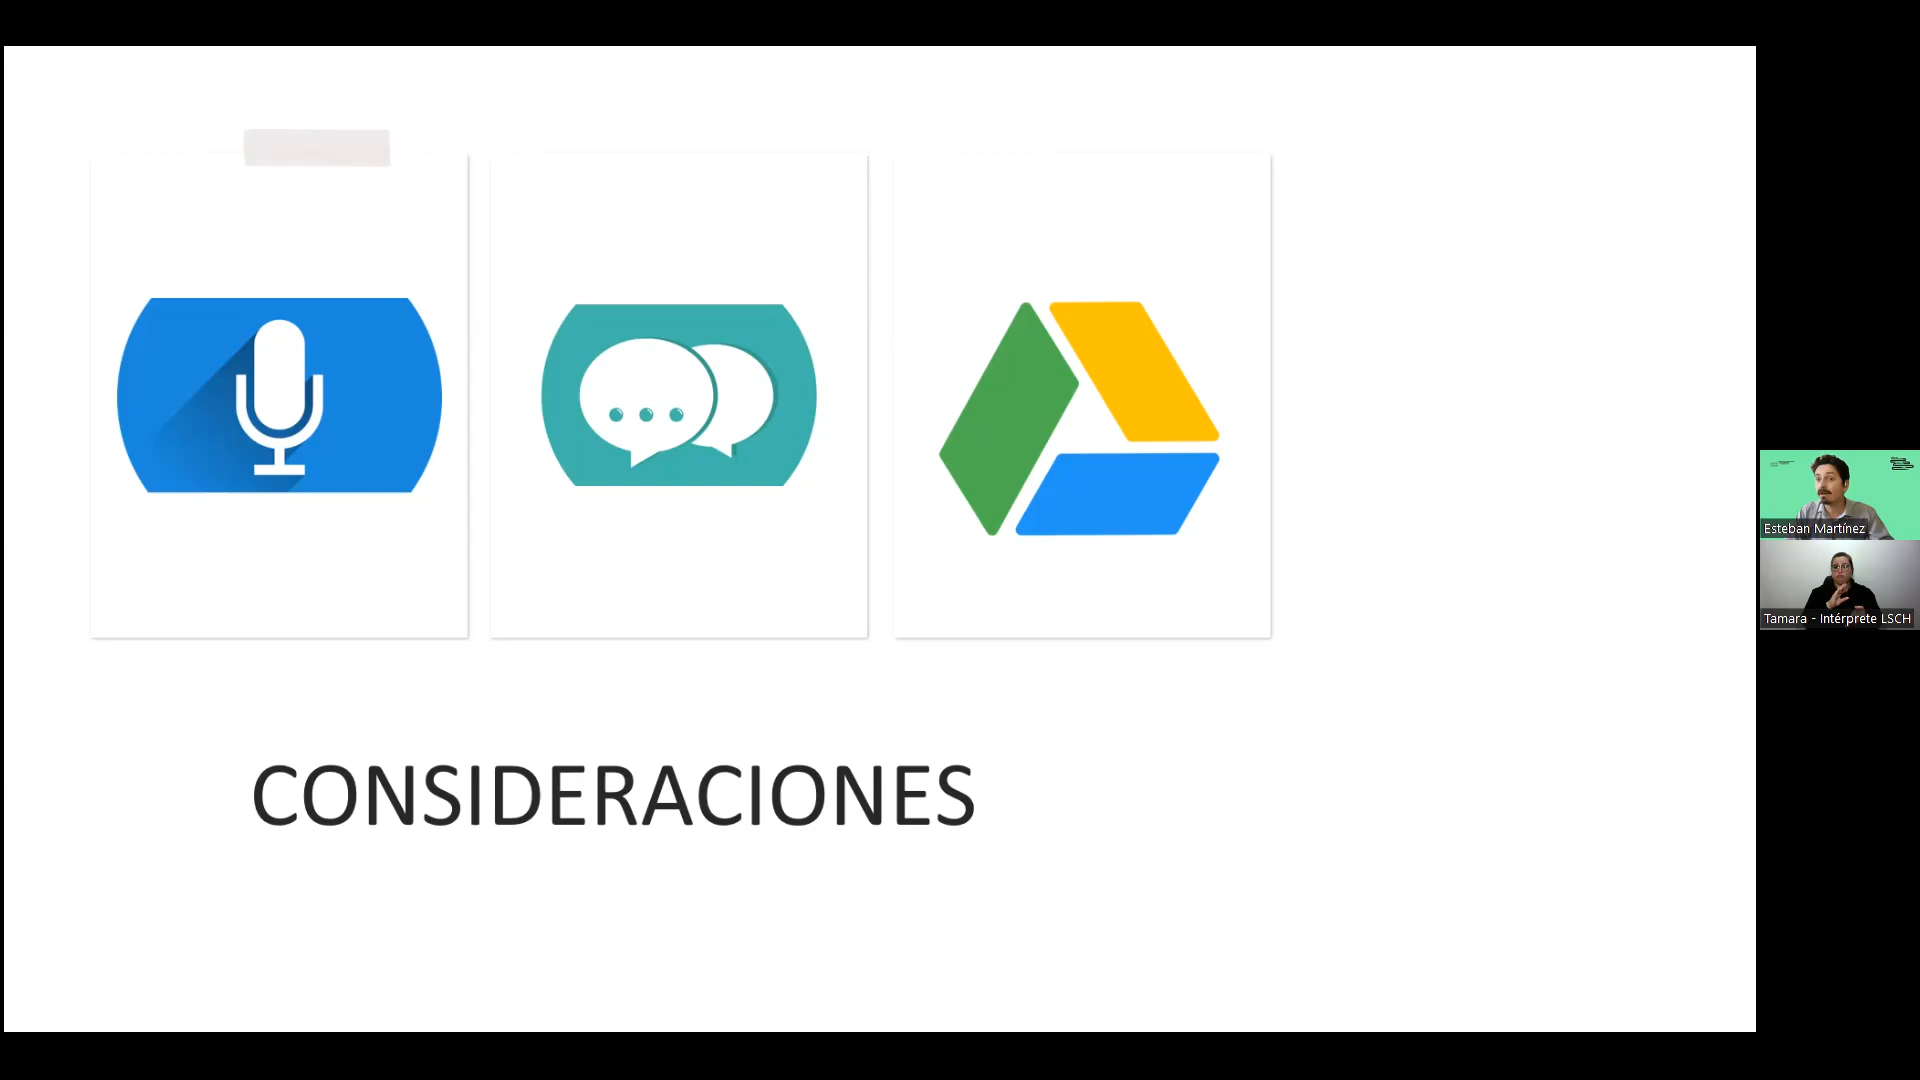 CONSIDERACIONES
Esteban Martínez
Tamara - Intérprete LSCH